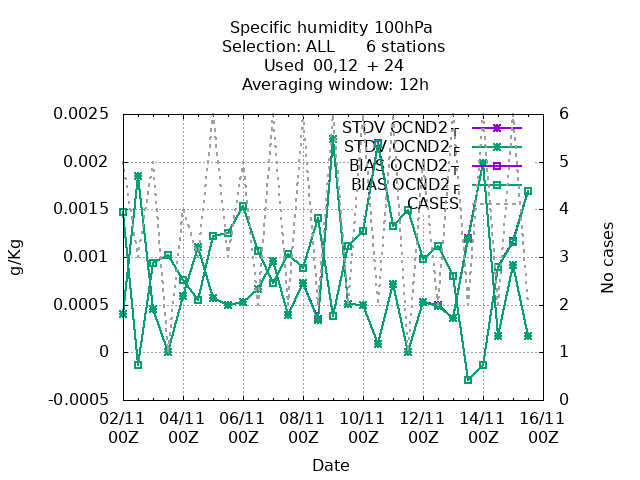 Specific humidity 100hPa
Selection: ALL 6 stations
Used 00,12 + 24
Averaging window: 12h
0.0025
0.002
0.0015
0.001
0.0005
0
-0.0005
g/Kg
STDV OCND2 T
STDV OCND2 F
BIAS OCND2 T
BIAS OCND2 F
CASES
6
5
4
3
2
1
0
No cases
02/11 04/11 06/11 08/11 10/11 12/11 14/11 16/11
00Z 00Z 00Z 00Z 00Z 00Z 00Z 00Z
Date